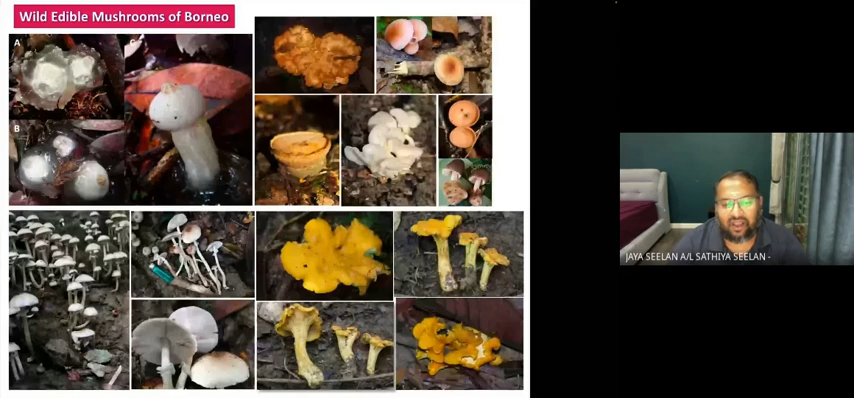 Wild Edible Mushrooms of Borneo
A
C
B
JAYA SEELAN A/L SATHIYA SEELAN -